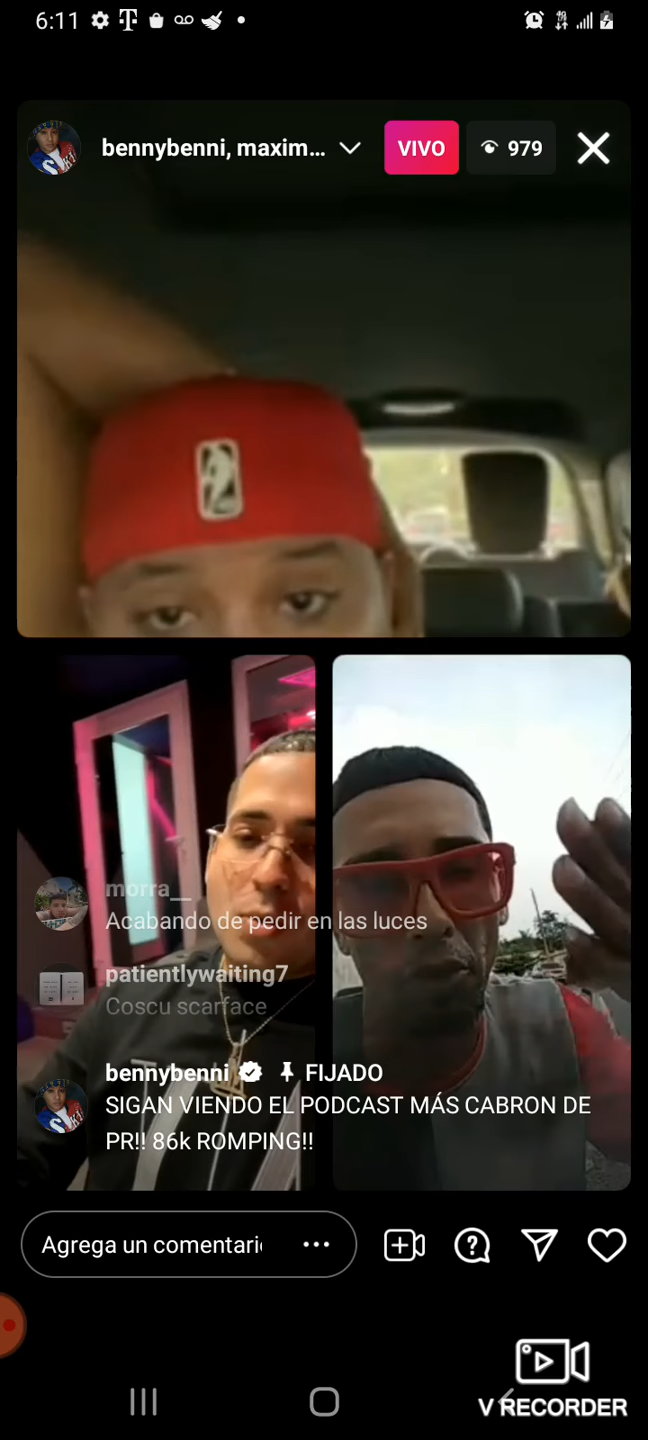 6:11
bennybenni, maxim...
VIVO
979
morra__
Acabando de pedir en las luces
patientlywaiting7
Coscu scarface
bennybenni FIJADO
SIGAN VIENDO EL PODCAST MÁS CABRON DE
PR!! 86k ROMPING!!
Agrega un comentari
V RECORDER